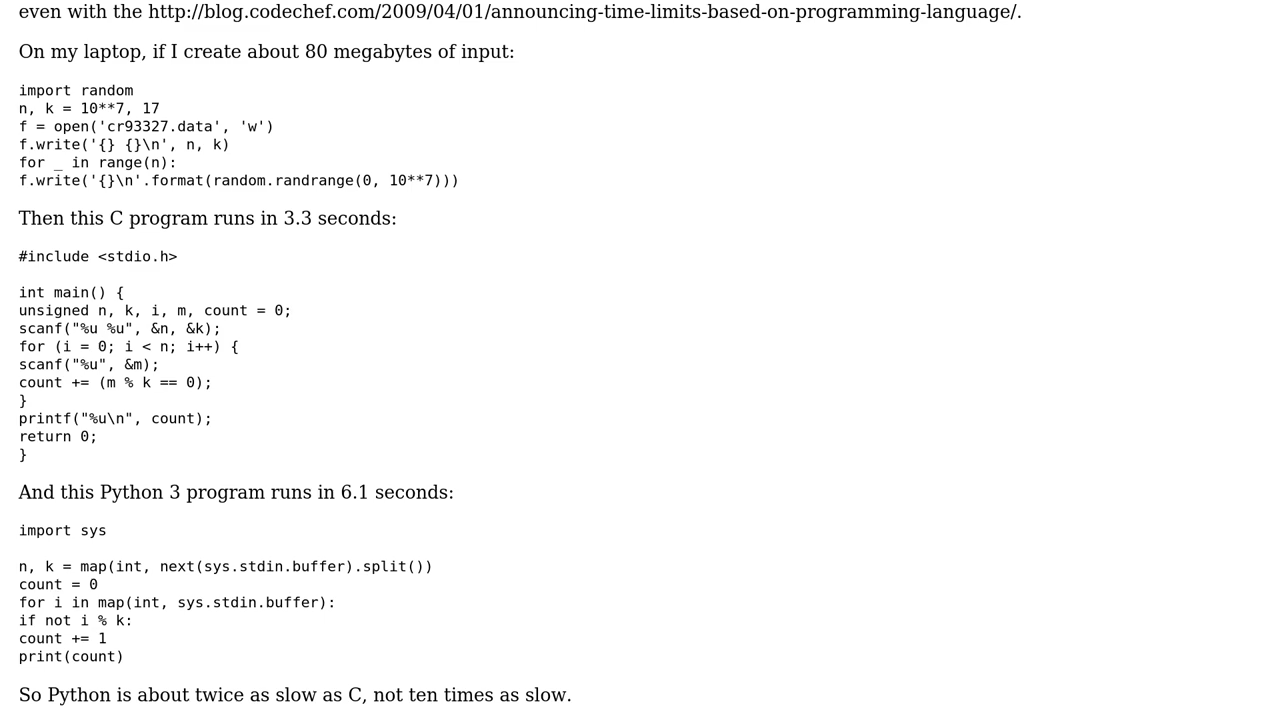 even with the http://blog.codechef.com/2009/04/01/announcing-time-limits-based-on-programming-language/.
On my laptop, if I create about 80 megabytes of input:
import random
n, k = 10**7, 17
f = open('cr93327.data', 'w')
f.write('{} {}\n', n, k)
for _ in range(n):
f.write('{}\n'.format(random.randrange(0, 10**7)))
Then this C program runs in 3.3 seconds:
#include <stdio.h>
int main() {
unsigned n, k, i, m, count = 0;
scanf("%u %u", &n, &k);
for (i = 0; i < n; i++) {
scanf("%u", &m);
count += (m % k == 0);
}
printf("%u\n", count);
return 0;
}
And this Python 3 program runs in 6.1 seconds:
import sys
n, k = map(int, next(sys.stdin.buffer).split())
count = 0
for i in map(int, sys.stdin.buffer):
if not i % k:
count += 1
print(count)
So Python is about twice as slow as C, not ten times as slow.